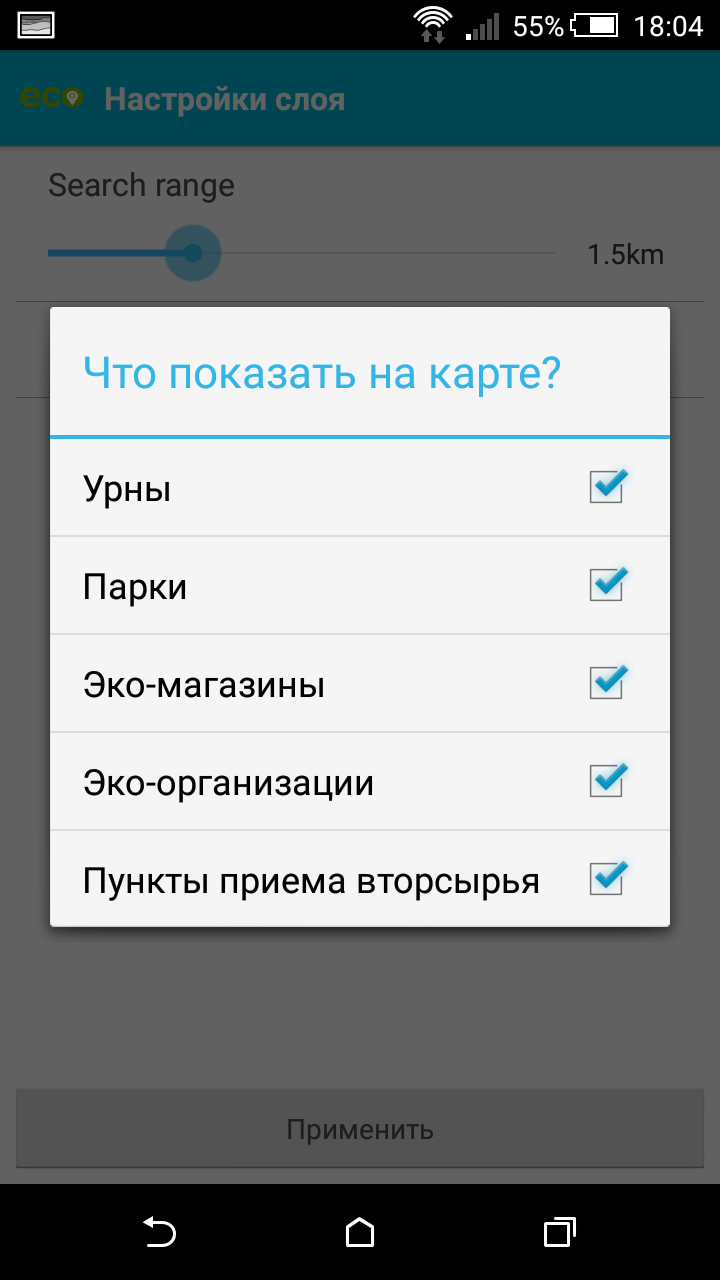 55% 18:04
eco Настройки слоя
Search range
1.5km
Что показать на карте?
Урны
Парки
Эко-магазины
Эко-организации
Пункты приема вторсырья
Применить